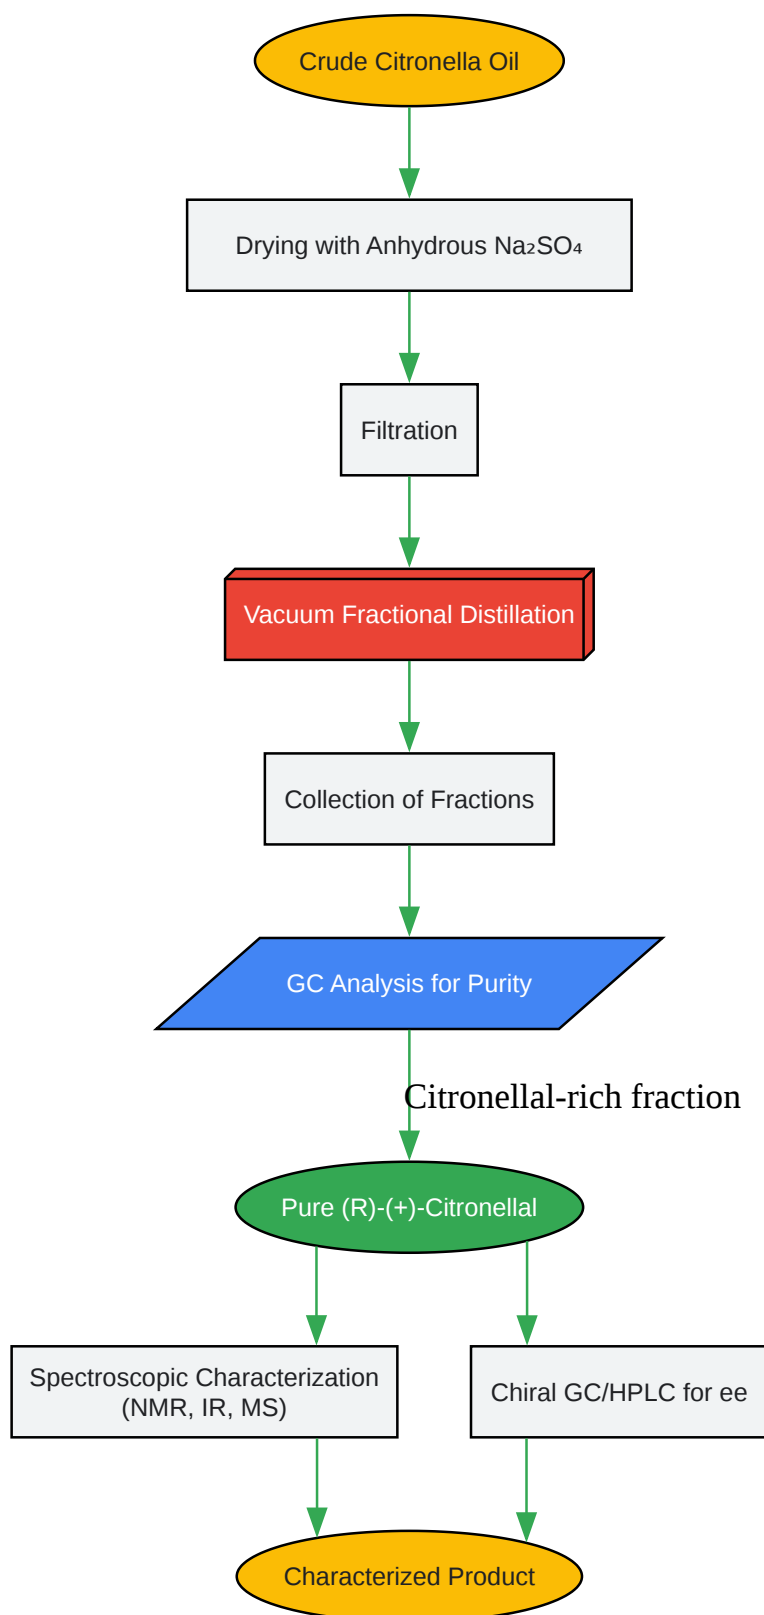 Crude Citronella Oil
Drying with Anhydrous Na₂SO₄
Filtration
Vacuum Fractional Distillation
Collection of Fractions
GC Analysis for Purity
Citronellal-rich fraction
Pure (R)-(+)-Citronellal
Spectroscopic Characterization
(NMR, IR, MS)
Chiral GC/HPLC for ee
Characterized Product